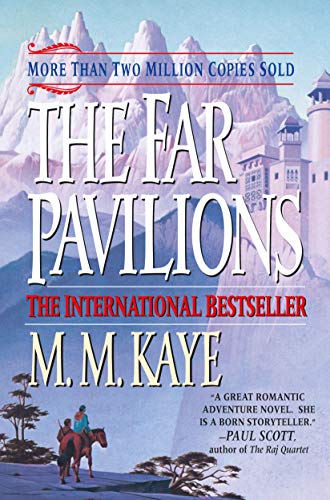 MORE THAN TWO MILLION COPIES SOLD
THE FAR
PAVILIONS
THE INTERNATIONAL BESTSELLER
M. M. KAYE
"A GREAT ROMANTIC
ADVENTURE NOVEL. SHE
IS A BORN STORYTELLER."
—PAUL SCOTT,
author of The Raj Quartet